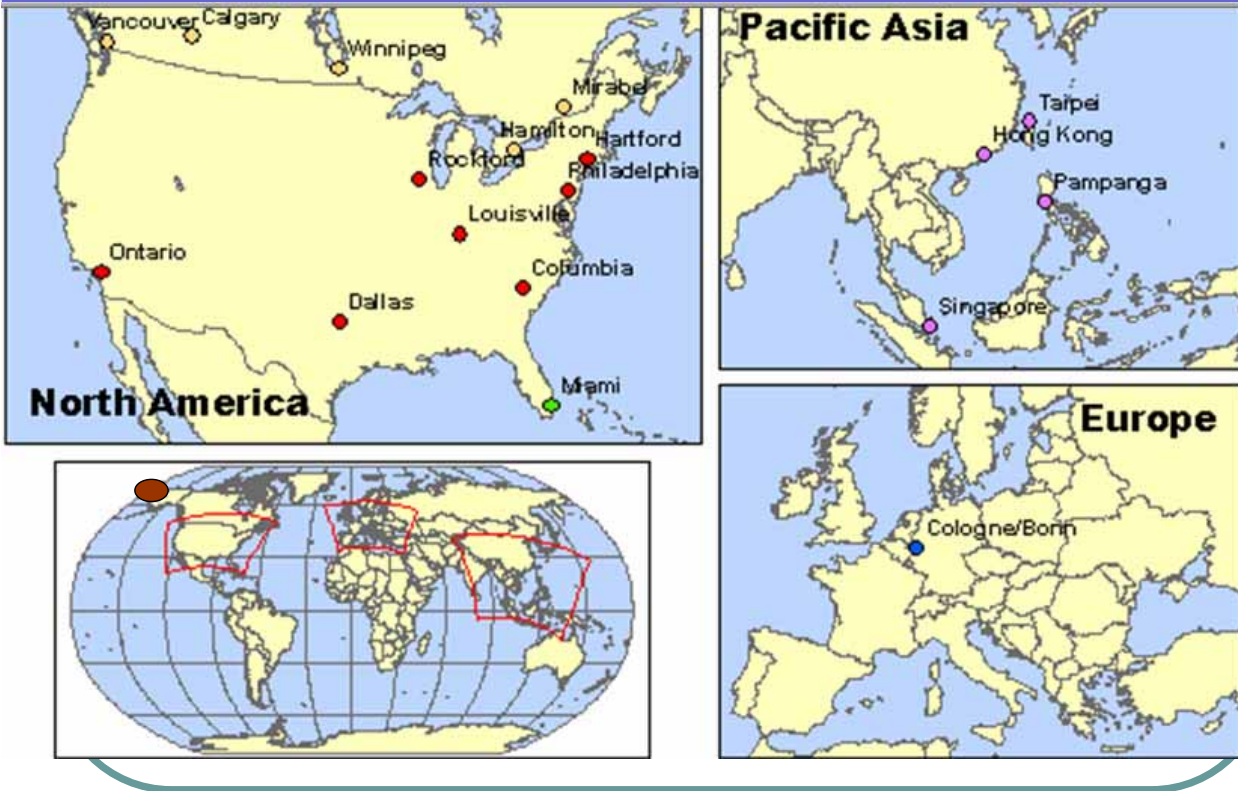 Vancouver
Calgary
Winnipeg
Mirabel
Hamilton
Hartford
Rockford
Philadelphia
Louisville
Ontario
Columbia
Dallas
Miami
North America
Pacific Asia
Taipei
Hong Kong
Pampanga
Singapore
Europe
Cologne/Bonn